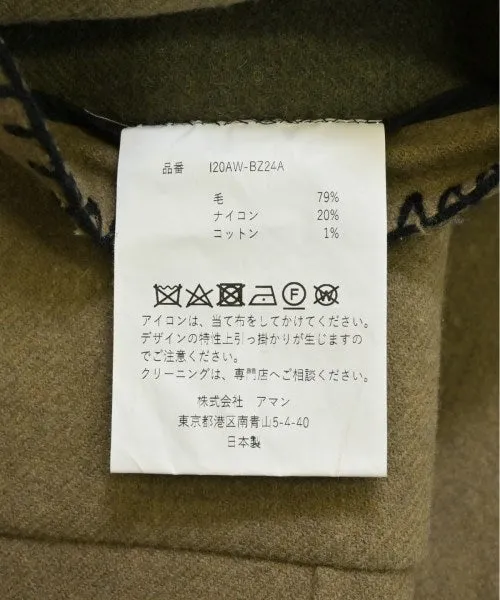 品番 I20AW-BZ24A
毛 79%
ナイコン 20%
コットン 1%
F W
アイコンは、当て布をしてかけてください。
デザインの特性上引っ掛かりが生じますの
でご注意ください。
クリーニングは、専門店へご相談ください。
株式会社 アマン
東京都港区南青山5-4-40
日本製